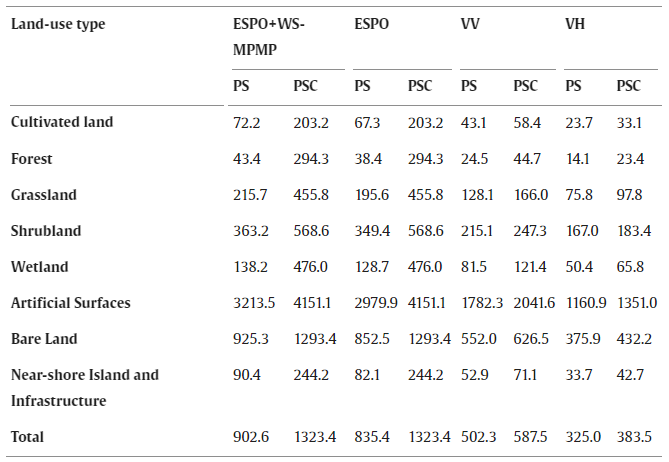 Land-use type ESPO+WS- ESPO VV VH
MPMP
PS PSC PS PSC PS PSC PS PSC
Cultivated land 72.2 203.2 67.3 203.2 43.1 58.4 23.7 33.1
Forest 43.4 294.3 38.4 294.3 24.5 44.7 14.1 23.4
Grassland 215.7 455.8 195.6 455.8 128.1 166.0 75.8 97.8
Shrubland 363.2 568.6 349.4 568.6 215.1 247.3 167.0 183.4
Wetland 138.2 476.0 128.7 476.0 81.5 121.4 50.4 65.8
Artificial Surfaces 3213.5 4151.1 2979.9 4151.1 1782.3 2041.6 1160.9 1351.0
Bare Land 925.3 1293.4 852.5 1293.4 552.0 626.5 375.9 432.2
Near-shore Island and 90.4 244.2 82.1 244.2 52.9 71.1 33.7 42.7
Infrastructure
Total 902.6 1323.4 835.4 1323.4 502.3 587.5 325.0 383.5